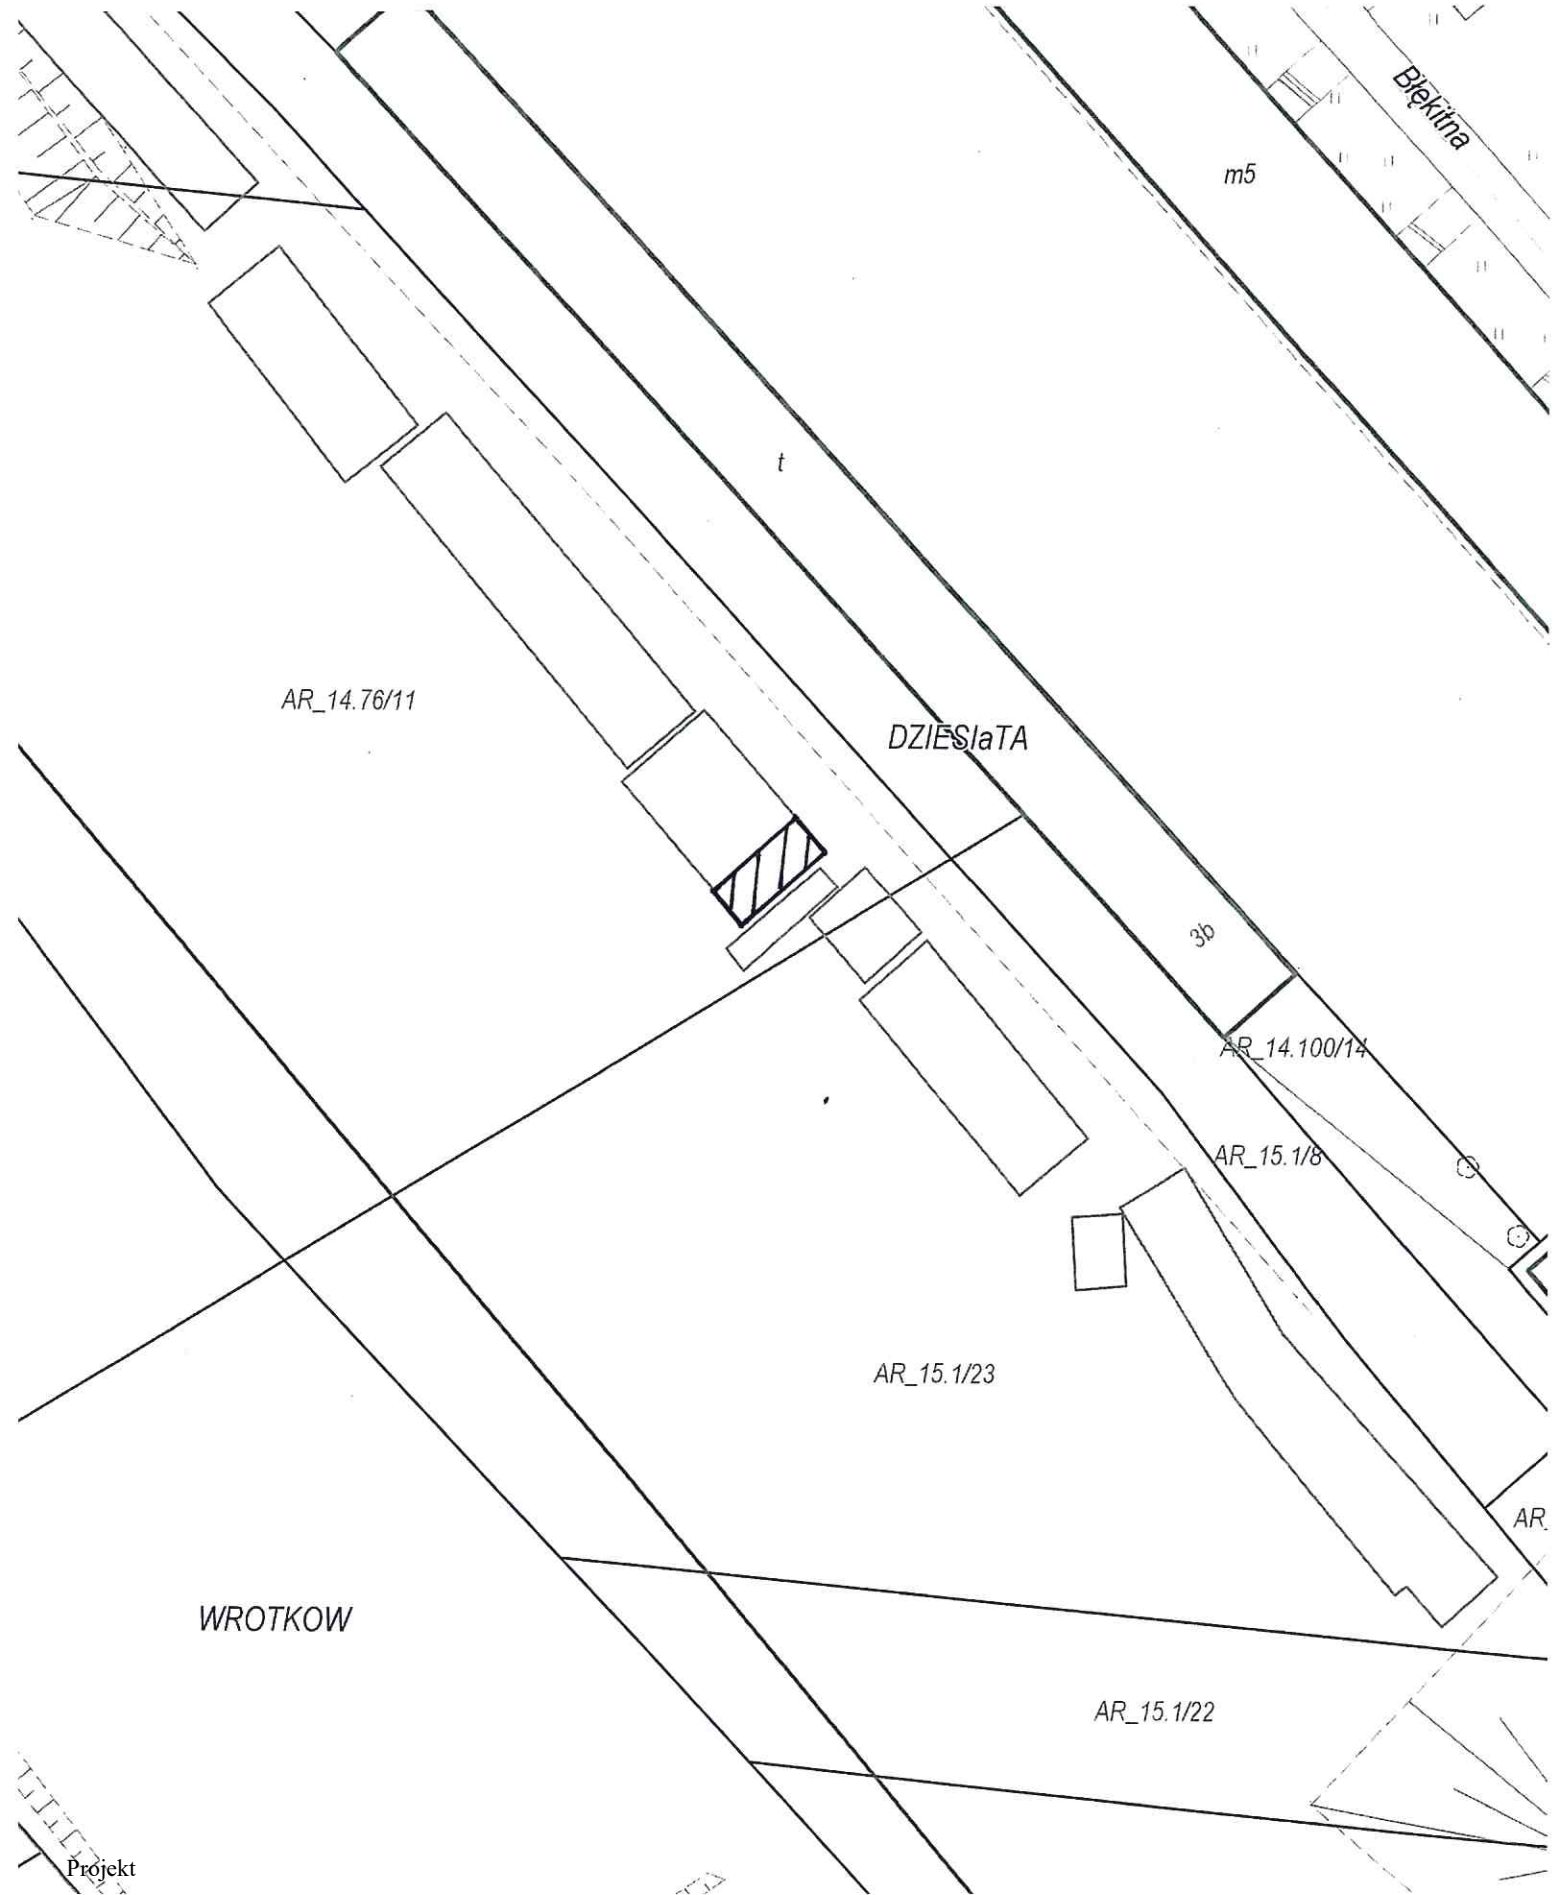 Błękitna
m5
t
AR_14.76/11
DZIESIaTA
3b
AR_14.100/14
AR_15.1/8
AR_15.1/23
AR_
WROTKOW
AR_15.1/22
Projekt